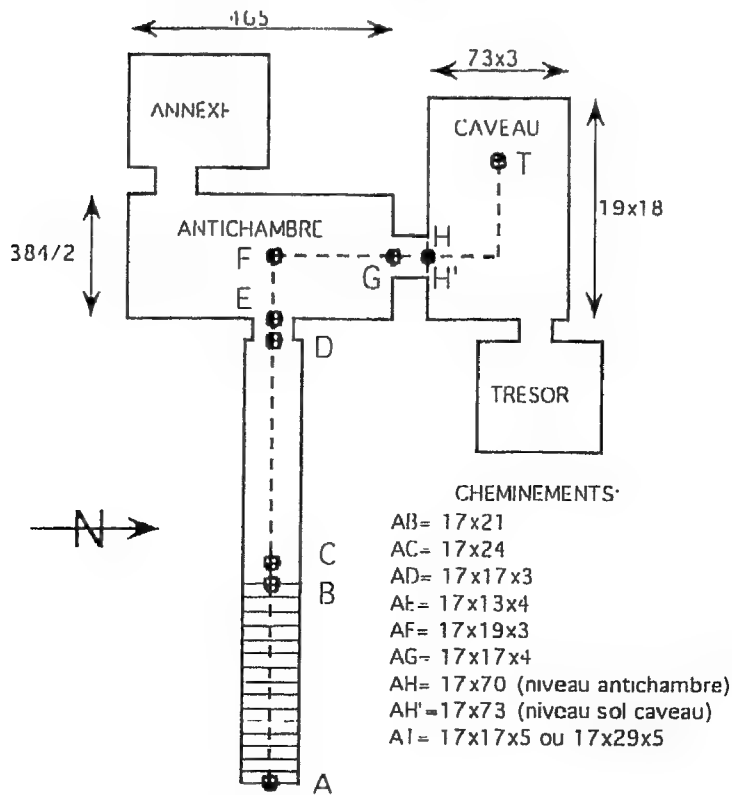 465
73x3
ANNEXE
CAVEAU
T
19x18
384/2
ANTICHAMBRE
F
H
G
H'
E
D
TRESOR
N
CHEMINEMENTS:
C
B
A
AB= 17x21
AC= 17x24
AD= 17x17x3
AE= 17x13x4
AF= 17x19x3
AG= 17x17x4
AH= 17x70 (niveau antichambre)
AH'=17x73 (niveau sol caveau)
AT= 17x17x5 ou 17x29x5